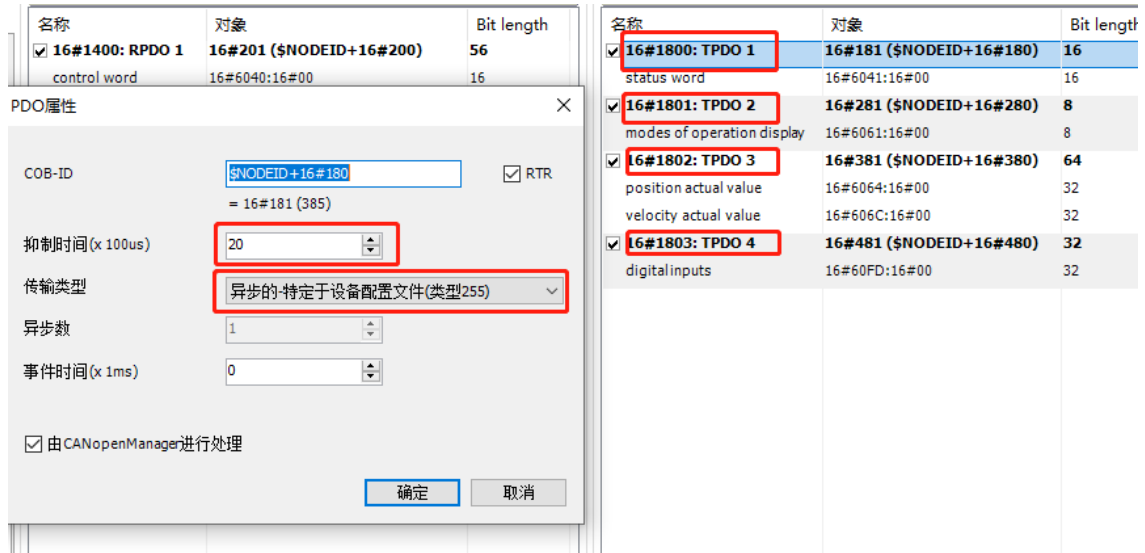 名称 对象 Bit length
16#1400: RPDO 1 16#201 ($NODEID+16#200) 56
control word 16#6040:16#00 16
PDO属性
COB-ID $NODEID+16#180 RTR
= 16#181 (385)
抑制时间(x 100us) 20
传输类型 异步的-特定于设备配置文件(类型255)
异步数 1
事件时间(x 1ms) 0
由CANopenManager进行处理
确定 取消
名称 对象 Bit length
16#1800: TPDO 1 16#181 ($NODEID+16#180) 16
status word 16#6041:16#00 16
16#1801: TPDO 2 16#281 ($NODEID+16#280) 8
modes of operation display 16#6061:16#00 8
16#1802: TPDO 3 16#381 ($NODEID+16#380) 64
position actual value 16#6064:16#00 32
velocity actual value 16#606C:16#00 32
16#1803: TPDO 4 16#481 ($NODEID+16#480) 32
digitalinputs 16#60FD:16#00 32